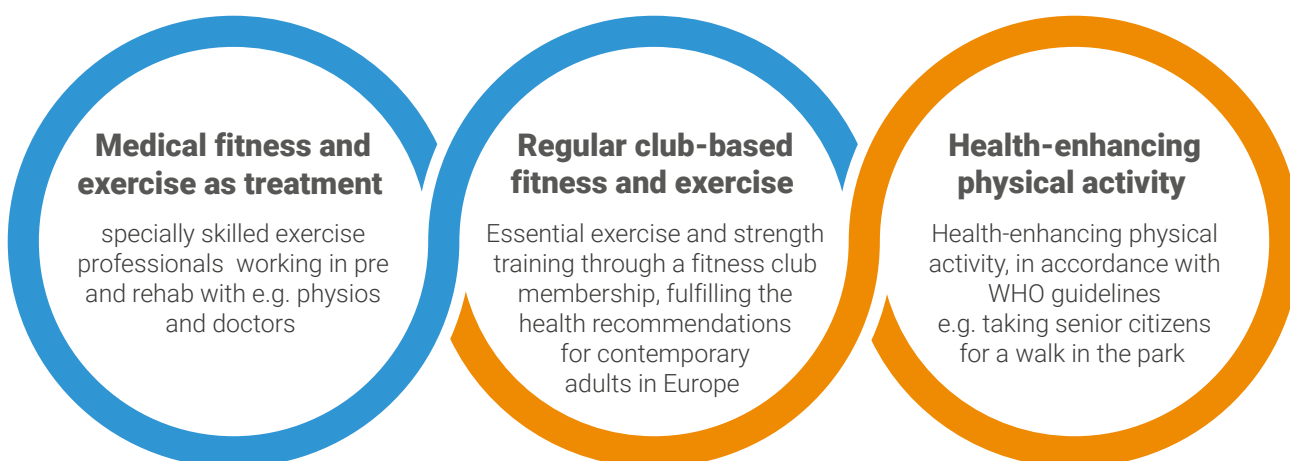 Medical fitness and
exercise as treatment
specially skilled exercise
professionals  working in pre
and rehab with e.g. physios
and doctors
Regular club-based
fitness and exercise
Essential exercise and strength
training through a fitness club
membership, fulfilling the
health recommendations
for contemporary
adults in Europe
Health-enhancing
physical activity
Health-enhancing physical
activity, in accordance with
WHO guidelines
e.g. taking senior citizens
for a walk in the park